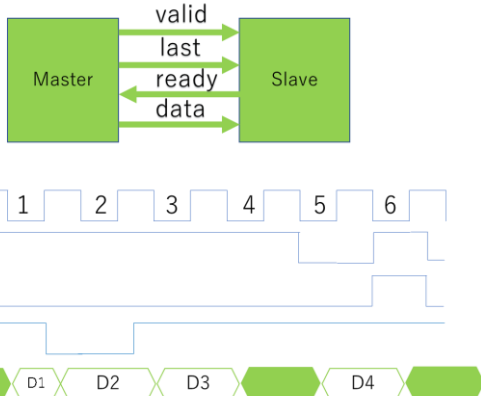 valid
last
Master
ready
Slave
data
1 2 3 4 5 6
D1 D2 D3 D4